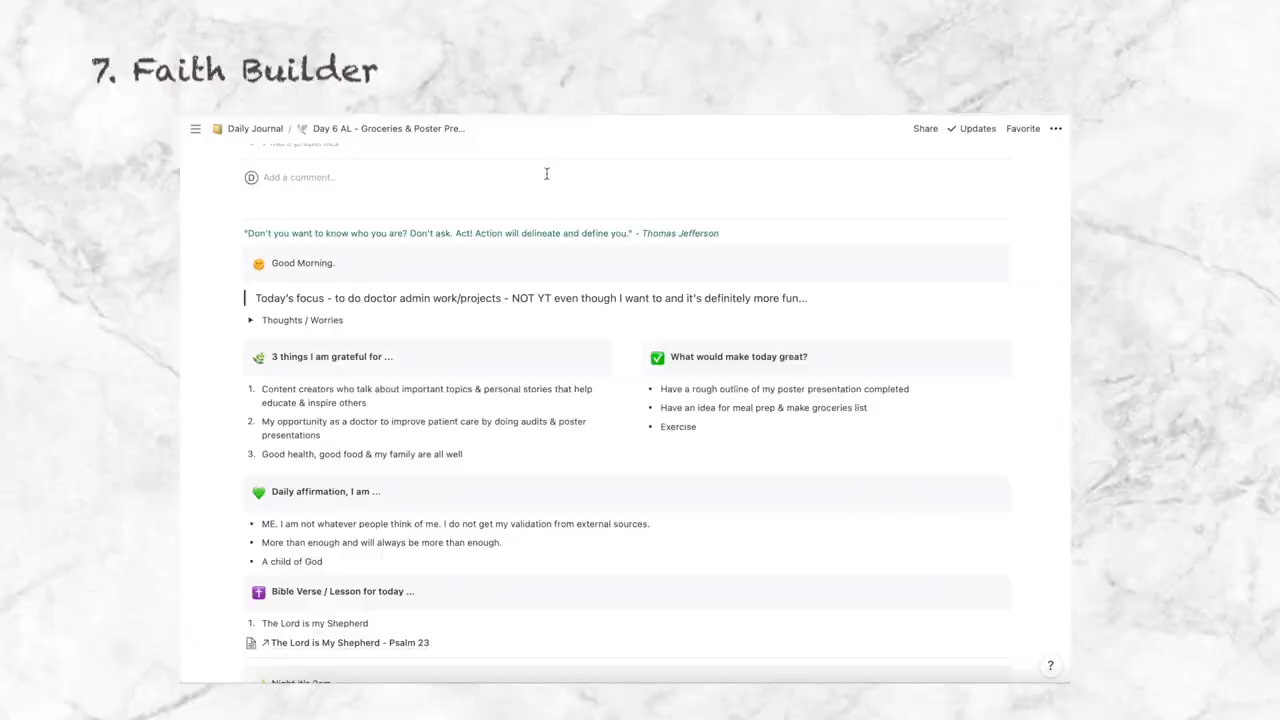 7. Faith Builder
Daily Journal / Day 6 AL - Groceries & Poster Pre...
Share Updates Favorite
7 more properties
D Add a comment...
"Don't you want to know who you are? Don't ask. Act! Action will delineate and define you." - Thomas Jefferson
Good Morning.
Today's focus - to do doctor admin work/projects - NOT YT even though I want to and it's definitely more fun...
Thoughts / Worries
3 things I am grateful for ...
1. Content creators who talk about important topics & personal stories that help
educate & inspire others
2. My opportunity as a doctor to improve patient care by doing audits & poster
presentations
3. Good health, good food & my family are all well
What would make today great?
• Have a rough outline of my poster presentation completed
• Have an idea for meal prep & make groceries list
• Exercise
Daily affirmation, I am ...
• ME. I am not whatever people think of me. I do not get my validation from external sources.
• More than enough and will always be more than enough.
• A child of God
Bible Verse / Lesson for today ...
1. The Lord is my Shepherd
The Lord is My Shepherd - Psalm 23
?